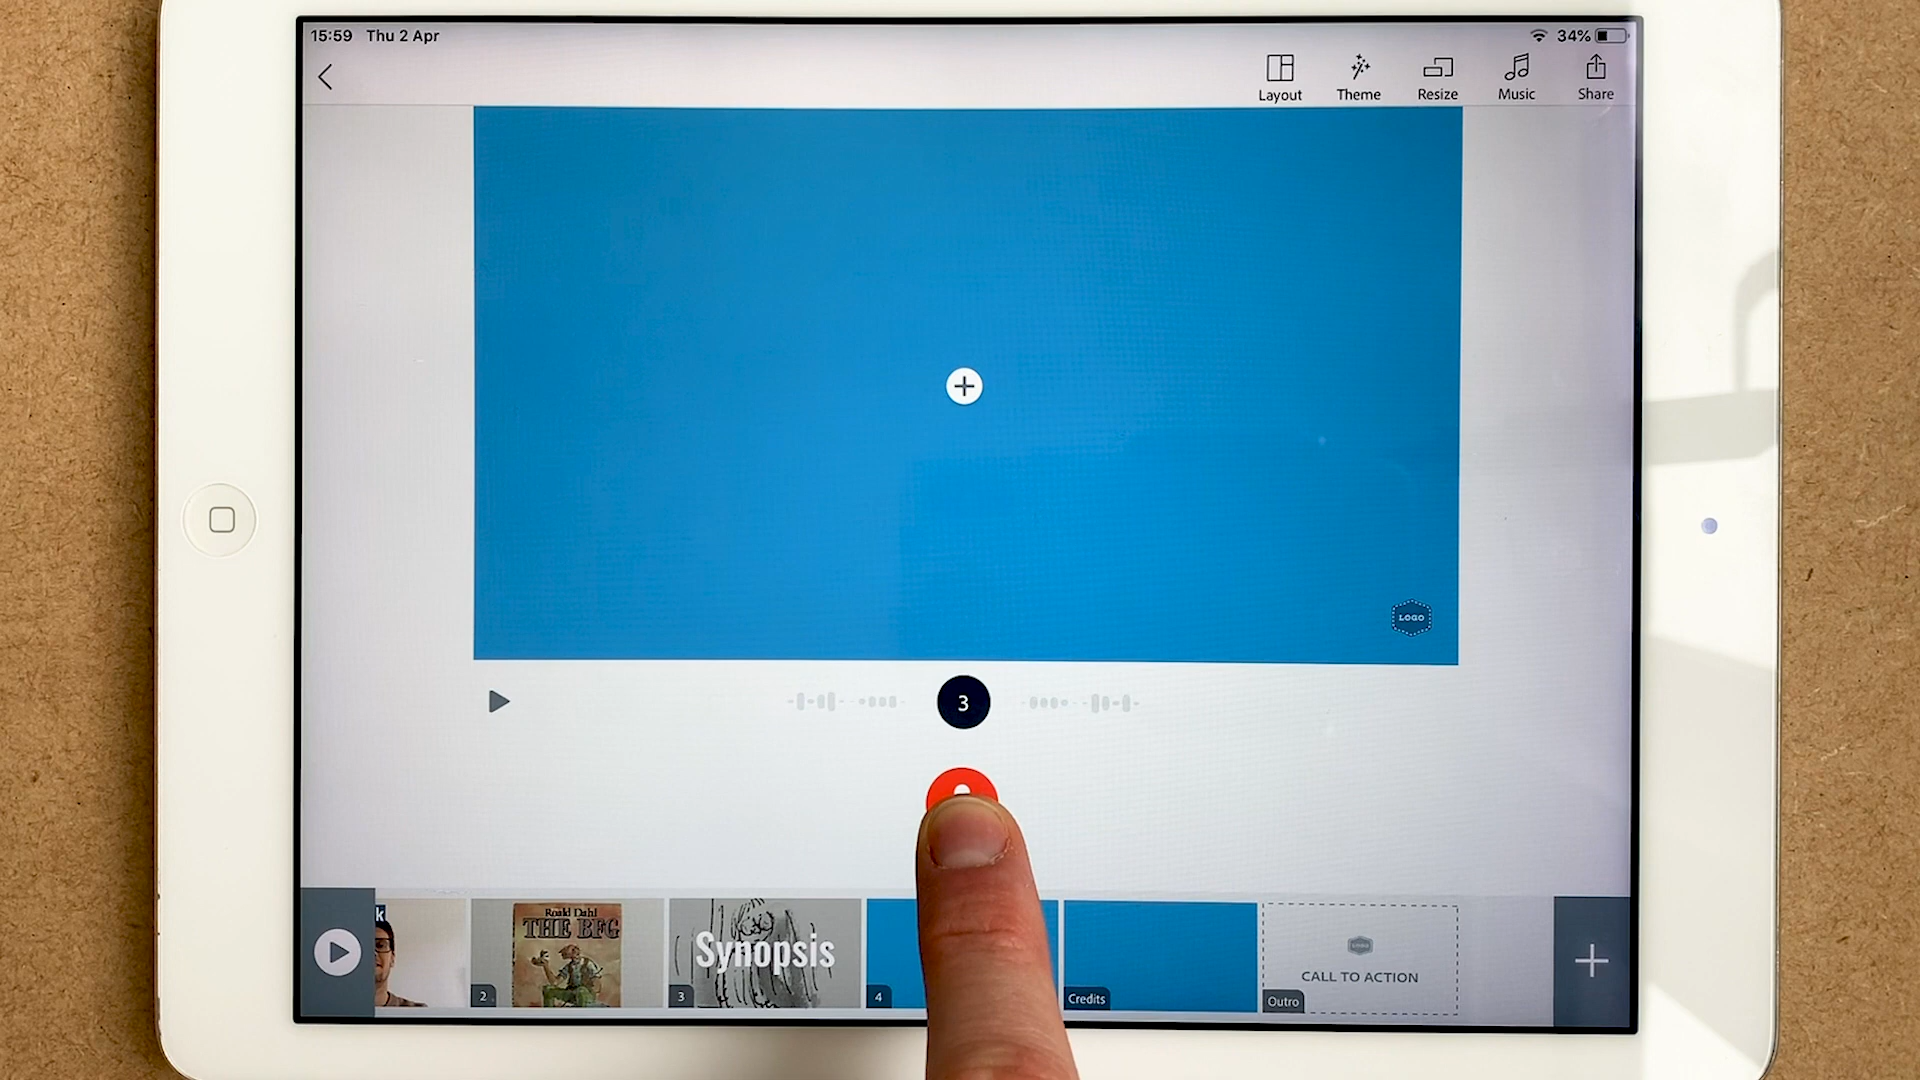 15:59 Thu 2 Apr 34%
Layout Theme Resize Music Share
LOGO
3
k
Roald Dahl
THE BFG
2
Synopsis
3
4
Credits
CALL TO ACTION
Outro